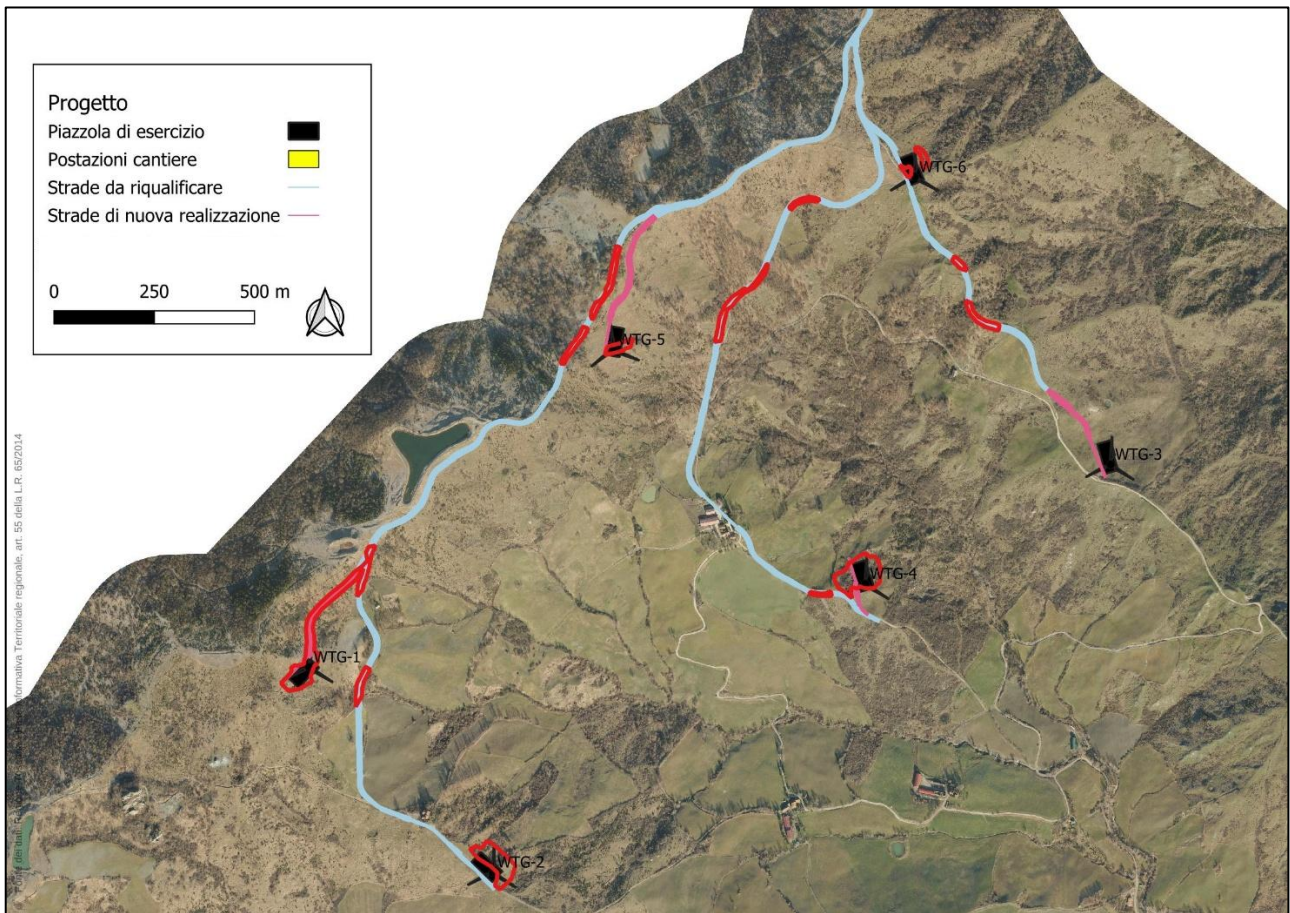 Progetto
Piazzola di esercizio
Postazioni cantiere
Strade da riqualificare
Strade di nuova realizzazione
0 250 500 m
WTG-6
WTG-5
WTG-3
WTG-4
WTG-1
WTG-2
Informativa Territoriale regionale, art. 55 della L.R. 65/2014